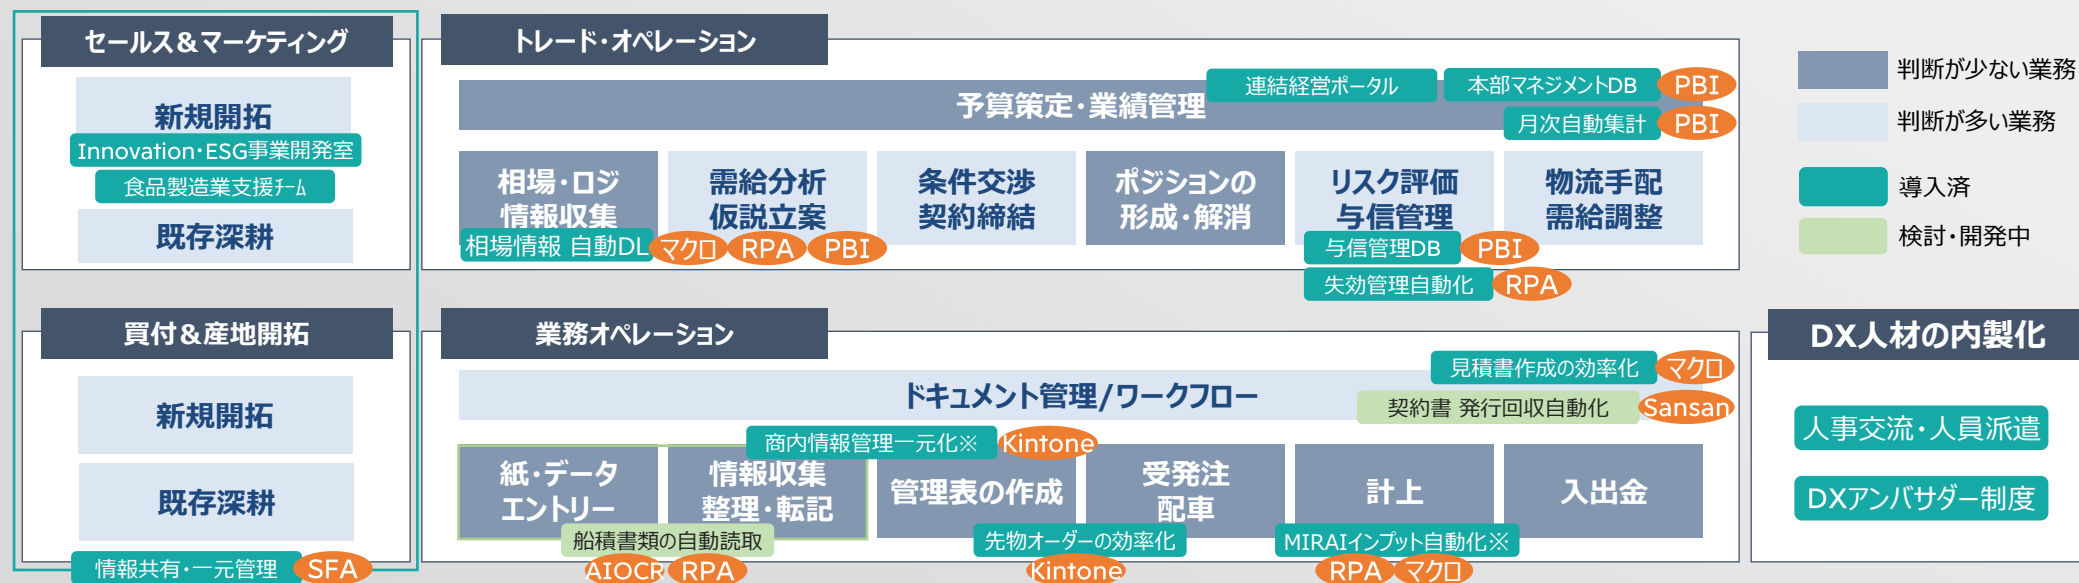 セールス&マーケティング
新規開拓
Innovation・ESG事業開発室
食品製造業支援ﾁｰﾑ
既存深耕
トレード・オペレーション
連結経営ポータル
本部マネジメントDB
PBI
予算策定・業績管理
月次自動集計
PBI
相場・ロジ
情報収集
需給分析
仮説立案
条件交渉
契約締結
ポジションの
形成・解消
リスク評価
与信管理
物流手配
需給調整
相場情報 自動DL
マクロ
RPA
PBI
与信管理DB
PBI
失効管理自動化
RPA
判断が少ない業務
判断が多い業務
導入済
検討・開発中
買付&産地開拓
新規開拓
既存深耕
情報共有・一元管理
SFA
業務オペレーション
見積書作成の効率化
マクロ
ドキュメント管理/ワークフロー
契約書 発行回収自動化
Sansan
商内情報管理一元化※
Kintone
紙・データ
エントリー
情報収集
整理・転記
管理表の作成
受発注
配車
計上
入出金
船積書類の自動読取
AIOCR
RPA
先物オーダーの効率化
Kintone
MIRAIインプット自動化※
RPA
マクロ
DX人材の内製化
人事交流・人員派遣
DXアンバサダー制度